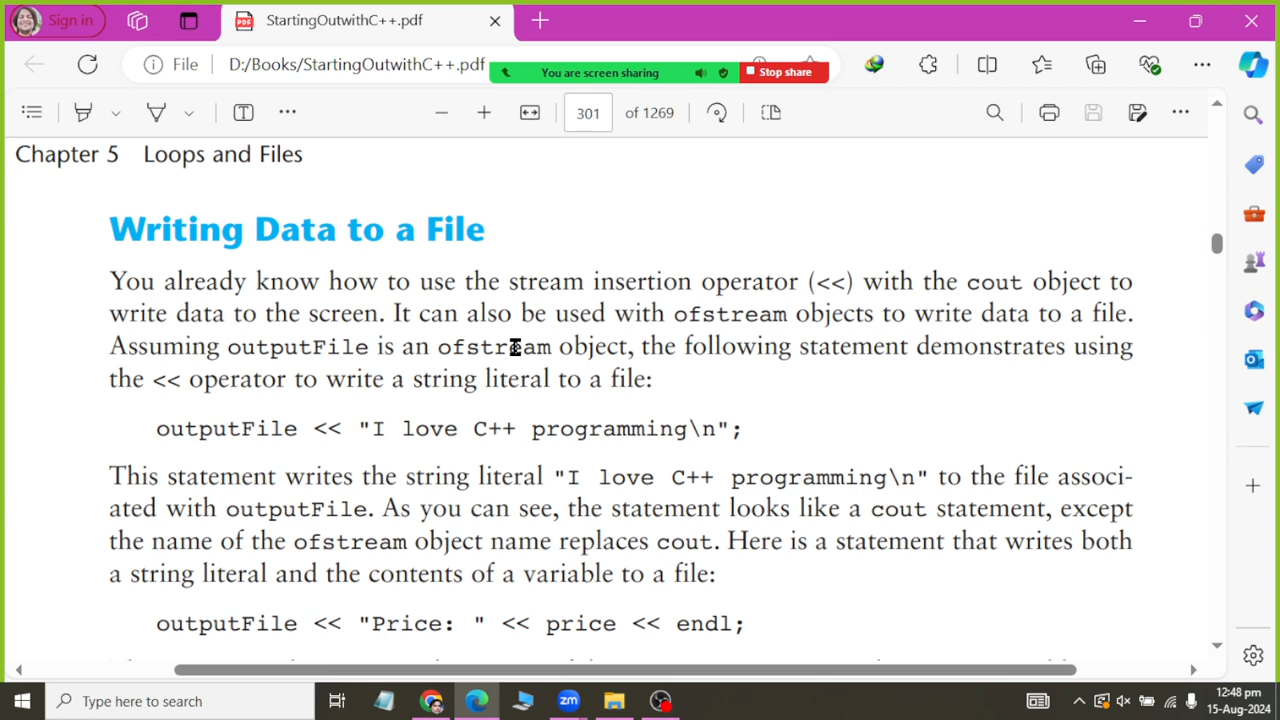 Sign in
StartingOutwithC++.pdf
File
D:/Books/StartingOutwithC++.pdf
You are screen sharing
Stop share
301 of 1269
Chapter 5 Loops and Files
Writing Data to a File
You already know how to use the stream insertion operator (<<) with the cout object to
write data to the screen. It can also be used with ofstream objects to write data to a file.
Assuming outputFile is an ofstream object, the following statement demonstrates using
the << operator to write a string literal to a file:
outputFile << "I love C++ programming\n";
This statement writes the string literal "I love C++ programming\n" to the file associ-
ated with outputFile. As you can see, the statement looks like a cout statement, except
the name of the ofstream object name replaces cout. Here is a statement that writes both
a string literal and the contents of a variable to a file:
outputFile << "Price: " << price << endl;
Type here to search
zm
12:48 pm
15-Aug-2024